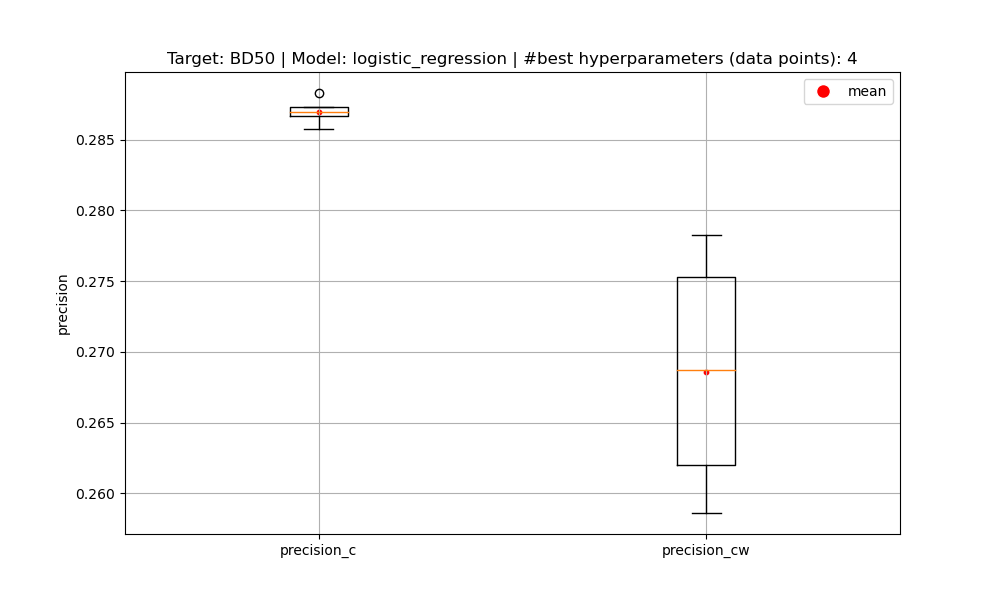 Target: BD50 | Model: logistic_regression | #best hyperparameters (data points): 4
mean
0.285
0.280
0.275
0.270
0.265
0.260
precision
precision_c
precision_cw